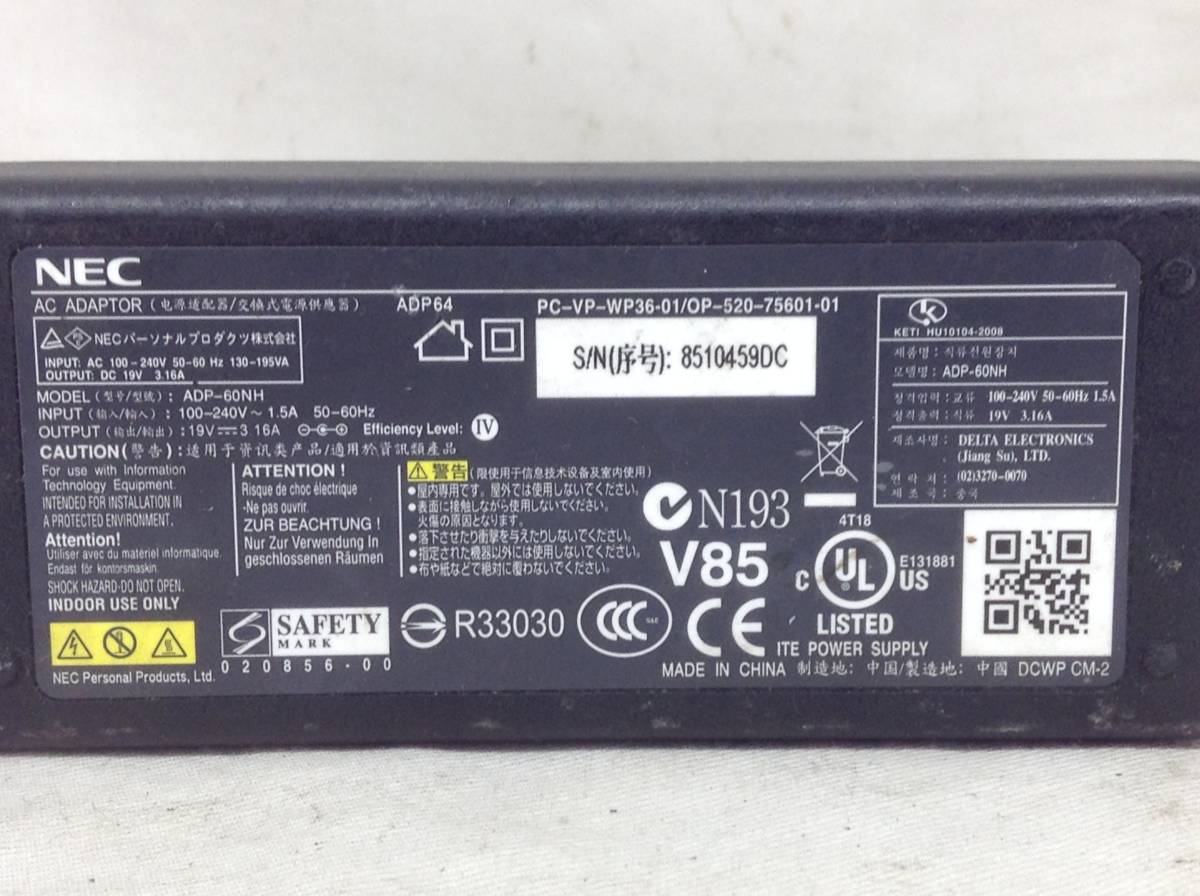 NEC
AC ADAPTOR (电源适配器/交換式電源供應器) ADP64 PC-VP-WP36-01/OP-520-75601-01
NECパーソナルプロダクツ株式会社
INPUT: AC 100-240V 50-60 Hz 130-195VA
OUTPUT: DC 19V 3.16A
MODEL (型号/型號): ADP-60NH
INPUT (输入/輸入): 100-240V~ 1.5A 50-60Hz
OUTPUT (输出/輸出): 19V⎓3.16A Efficiency Level: IV
CAUTION(警告): 适用于资讯类产品/適用於資訊類産品
For use with Information
Technology Equipment.
INTENDED FOR INSTALLATION IN
A PROTECTED ENVIRONMENT.
Attention!
Utiliser avec du materiel informatique.
Endast för kontorsmaskin.
SHOCK HAZARD-DO NOT OPEN.
INDOOR USE ONLY
NEC Personal Products, Ltd.
ATTENTION !
Risque de choc électrique
-Ne pas ouvrir.
ZUR BEACHTUNG !
Nur Zur Verwendung In
geschlossenen Räumen
警告 (限使用于信息技术设备及室内使用)
●屋内専用です。屋外では使用しないでください。
●表面に接触しながら使用しないでください。
火傷の原因となります。
●落下させたり衝撃を与えたりしないでください。
●指定された機器以外には使用しないでください。
●布や紙などで絶対に覆わないでください。
S/N(序号): 8510459DC
K
KETI HU10104-2008
제품명: 직류전원장치
모델명: ADP-60NH
정격입력: 교류 100-240V 50-60Hz 1.5A
정격출력: 직류 19V 3.16A
제조사명: DELTA ELECTRONICS
(Jiang Su), LTD.
연락처: (02)3270-0070
제조국: 중국
N193
V85
4T18
C UL US
E131881
LISTED
ITE POWER SUPPLY
SAFETY
MARK
020856-00
R33030
CCC
S&E
CE
MADE IN CHINA 制造地: 中国/製造地: 中國 DCWP CM-2